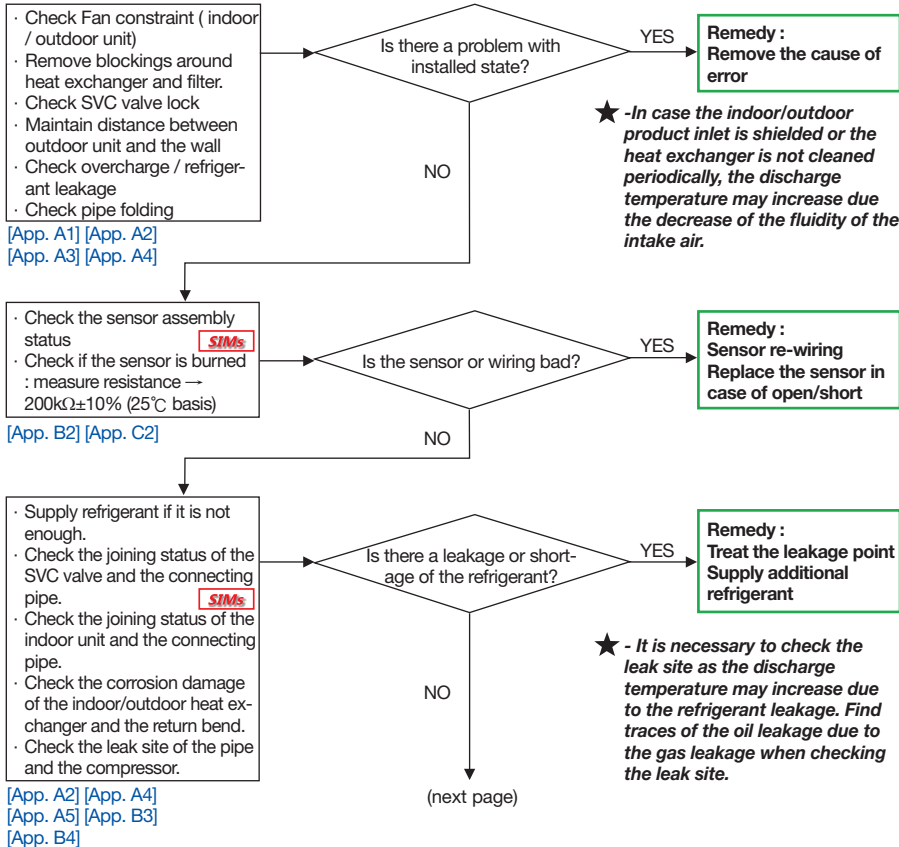 · Check Fan constraint ( indoor
/ outdoor unit)
· Remove blockings around
heat exchanger and filter.
· Check SVC valve lock
· Maintain distance between
outdoor unit and the wall
· Check overcharge / refriger-
ant leakage
· Check pipe folding
[App. A1] [App. A2]
[App. A3] [App. A4]
Is there a problem with
installed state?
YES
Remedy :
Remove the cause of
error
★ -In case the indoor/outdoor
product inlet is shielded or the
heat exchanger is not cleaned
periodically, the discharge
temperature may increase due
the decrease of the fluidity of the
intake air.
NO
· Check the sensor assembly
status
SIMs
· Check if the sensor is burned
: measure resistance →
200kΩ±10% (25℃ basis)
[App. B2] [App. C2]
Is the sensor or wiring bad?
YES
Remedy :
Sensor re-wiring
Replace the sensor in
case of open/short
NO
· Supply refrigerant if it is not
enough.
· Check the joining status of the
SVC valve and the connecting
pipe.
SIMs
· Check the joining status of the
indoor unit and the connecting
pipe.
· Check the corrosion damage
of the indoor/outdoor heat ex-
changer and the return bend.
· Check the leak site of the pipe
and the compressor.
[App. A2] [App. A4]
[App. A5] [App. B3]
[App. B4]
Is there a leakage or short-
age of the refrigerant?
YES
Remedy :
Treat the leakage point
Supply additional
refrigerant
★ - It is necessary to check the
leak site as the discharge
temperature may increase due
to the refrigerant leakage. Find
traces of the oil leakage due to
the gas leakage when checking
the leak site.
NO
(next page)